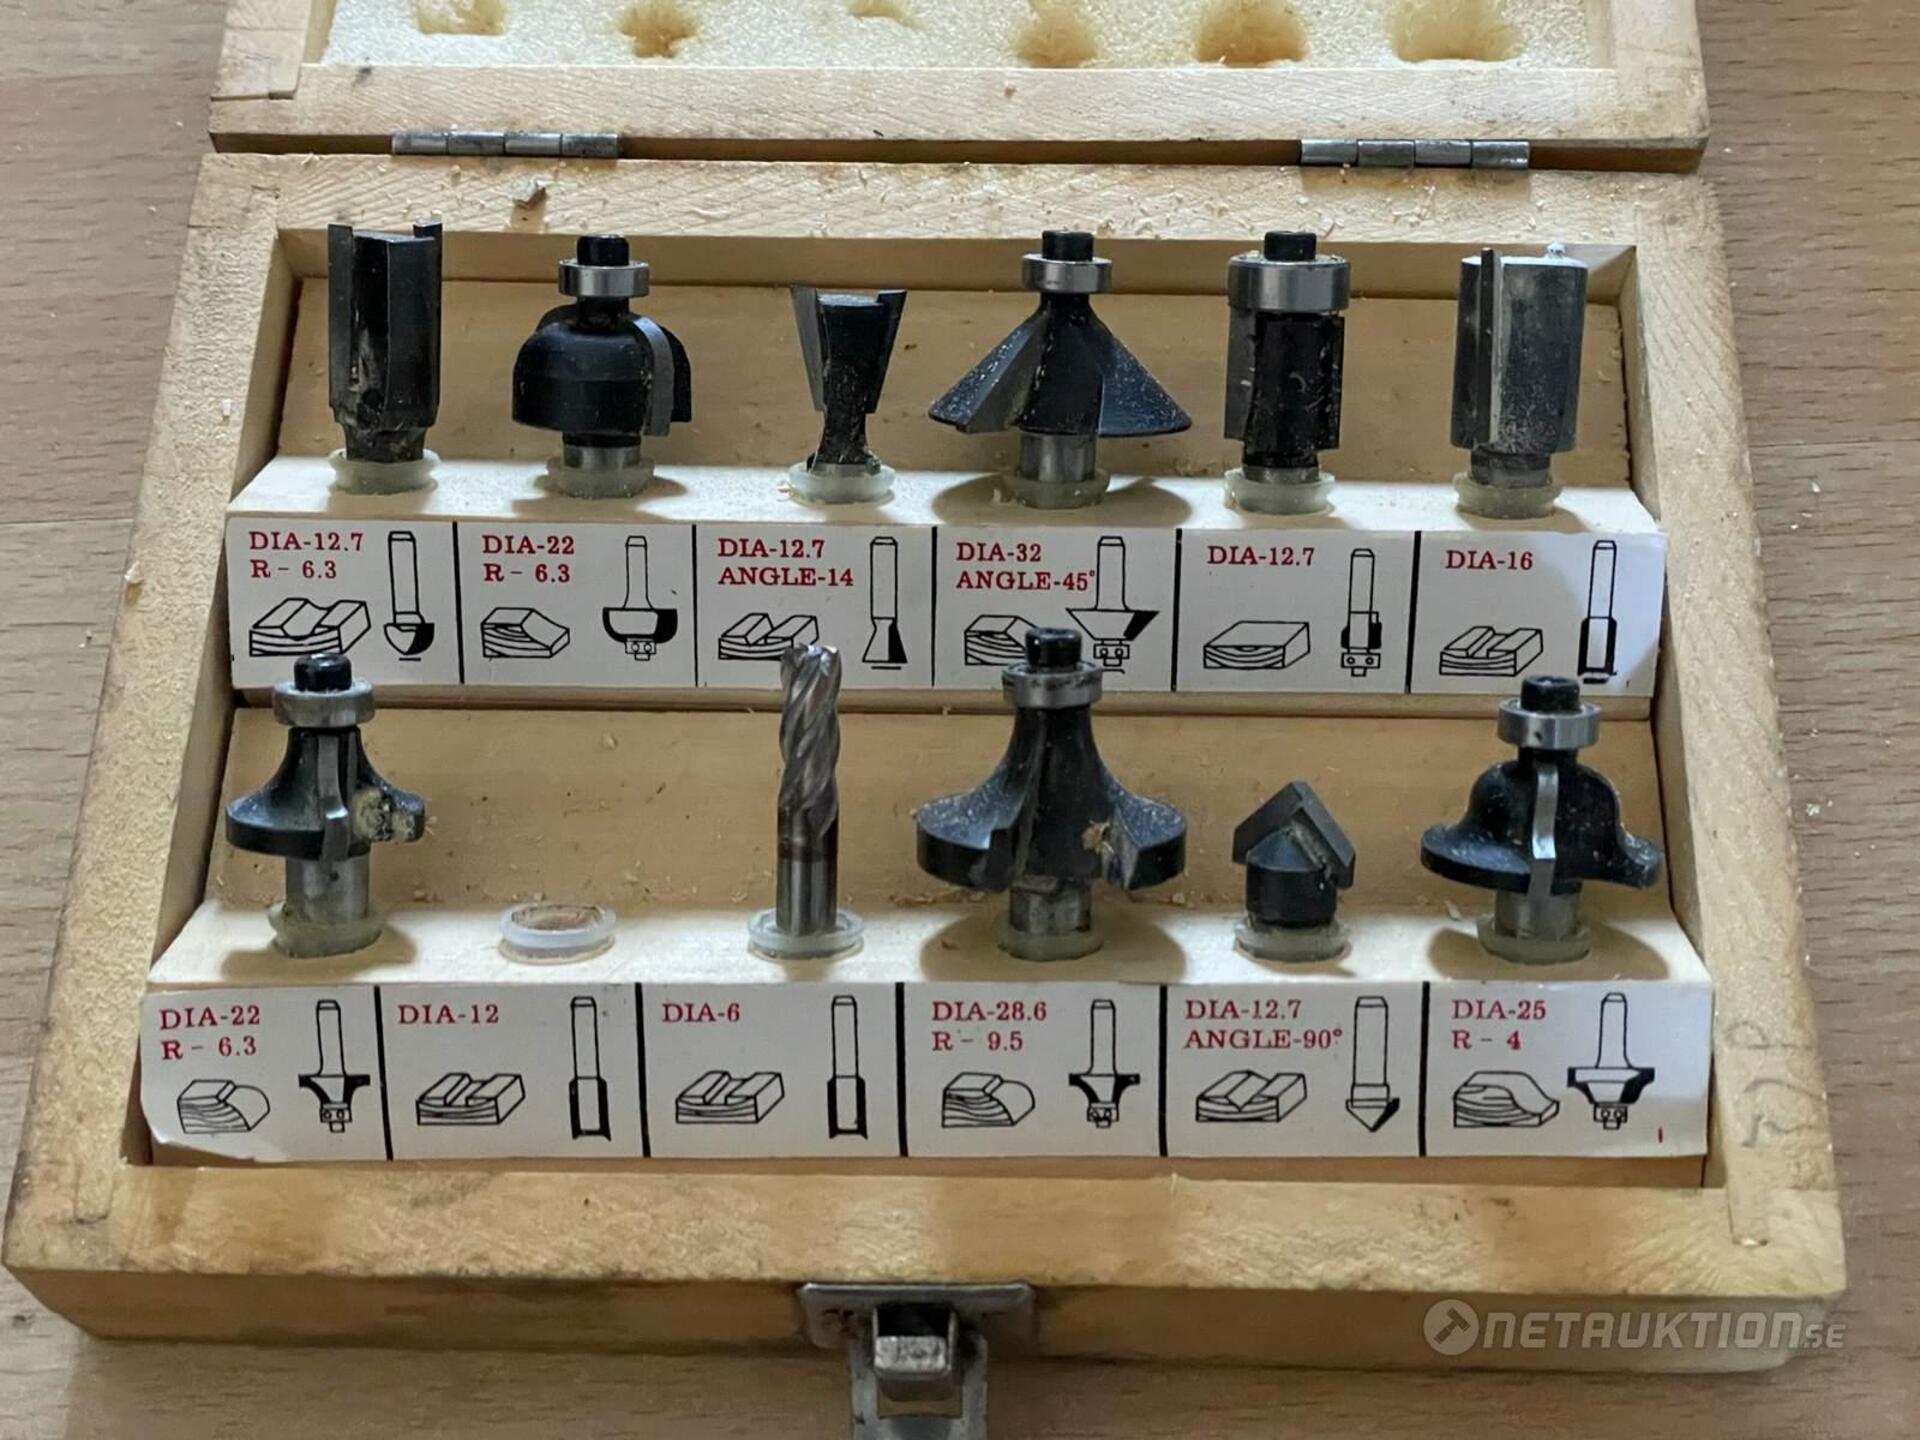 DIA-12.7
R - 6.3
DIA-22
R - 6.3
DIA-12.7
ANGLE-14
DIA-32
ANGLE-45°
DIA-12.7
DIA-16
DIA-22
R - 6.3
DIA-12
DIA-6
DIA-28.6
R - 9.5
DIA-12.7
ANGLE-90°
DIA-25
R - 4
NETAUKTION.SE